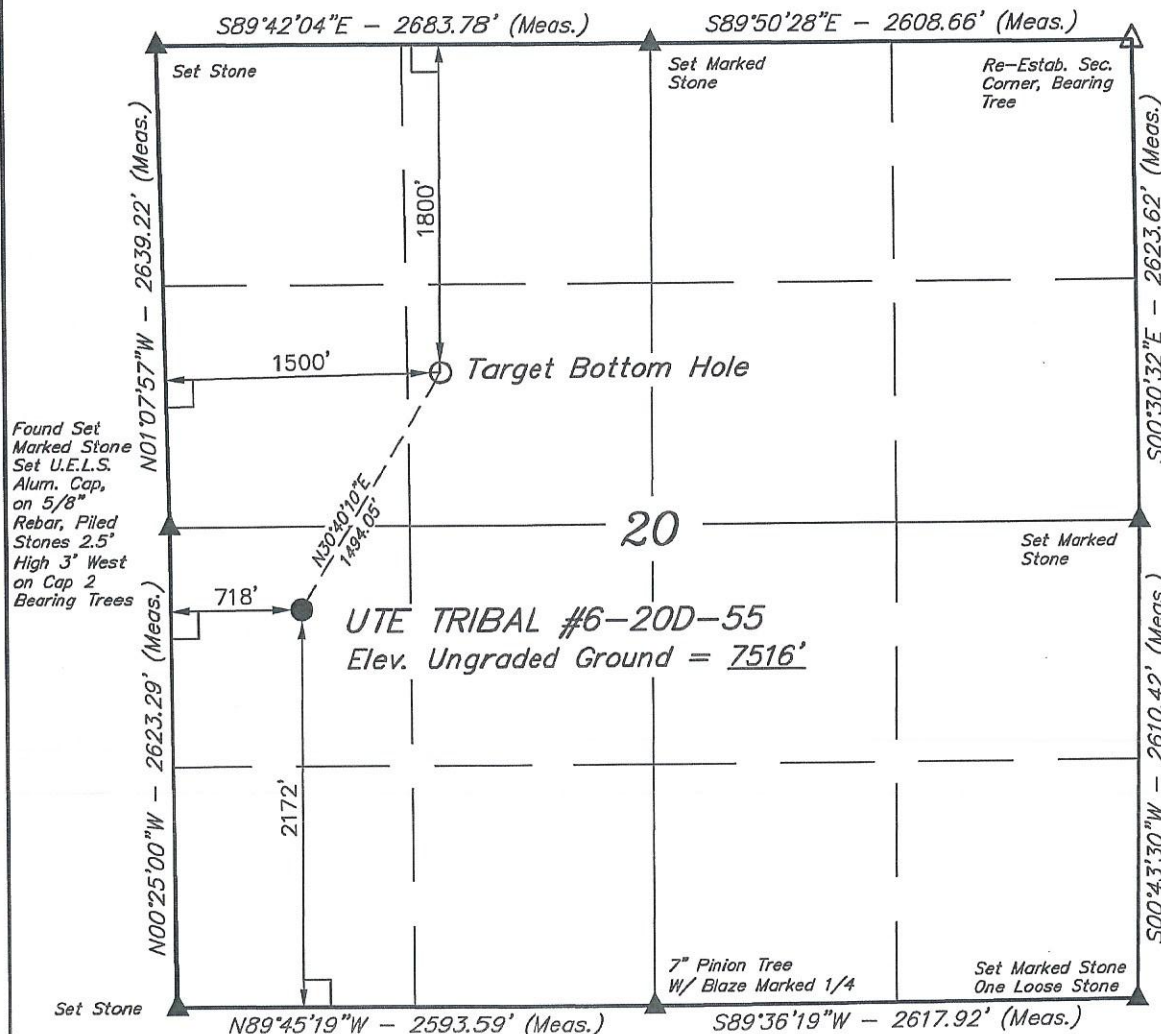 S89°42'04"E - 2683.78' (Meas.)
S89°50'28"E - 2608.66' (Meas.)
Set Stone
Set Marked
Stone
Re-Estab. Sec.
Corner, Bearing
Tree
N01°07'57"W - 2639.22' (Meas.)
1800'
S00°30'32"E - 2623.62' (Meas.)
1500'
Target Bottom Hole
Found Set
Marked Stone
Set U.E.L.S.
Alum. Cap,
on 5/8"
Rebar, Piled
Stones 2.5'
High 3' West
on Cap 2
Bearing Trees
N30°40'10"E
1494.05'
20
Set Marked
Stone
718'
UTE TRIBAL #6-20D-55
Elev. Ungraded Ground = 7516'
N00°25'00"W - 2623.29' (Meas.)
2172'
S00°43'30"W - 2610.42' (Meas.)
7" Pinion Tree
W/ Blaze Marked 1/4
Set Marked Stone
One Loose Stone
Set Stone
N89°45'19"W - 2593.59' (Meas.)
S89°36'19"W - 2617.92' (Meas.)